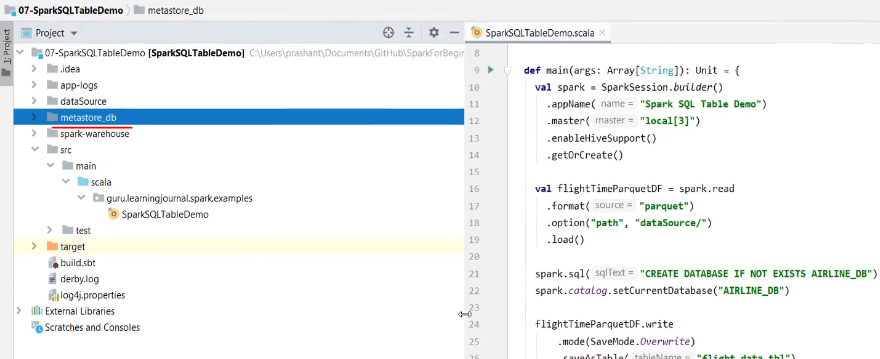 07-SparkSQLTableDemo metastore_db
1: Project
Project
SparkSQLTableDemo.scala
07-SparkSQLTableDemo [SparkSQLTableDemo] C:\Users\prashant\Documents\GitHub\SparkForBegin
.idea
app-logs
dataSource
metastore_db
spark-warehouse
src
main
scala
guru.learningjournal.spark.examples
SparkSQLTableDemo
test
target
build.sbt
derby.log
log4j.properties
External Libraries
Scratches and Consoles
8
9 def main(args: Array[String]): Unit = {
10 val spark = SparkSession.builder()
11 .appName( name = "Spark SQL Table Demo")
12 .master( master = "local[3]")
13 .enableHiveSupport()
14 .getOrCreate()
15
16 val flightTimeParquetDF = spark.read
17 .format( source = "parquet")
18 .option("path", "dataSource/")
19 .load()
20
21 spark.sql( sqlText = "CREATE DATABASE IF NOT EXISTS AIRLINE_DB")
22 spark.catalog.setCurrentDatabase("AIRLINE_DB")
23
24 flightTimeParquetDF.write
25 .mode(SaveMode.Overwrite)
26 .saveAsTable( tableName = "flight_data_tbl")